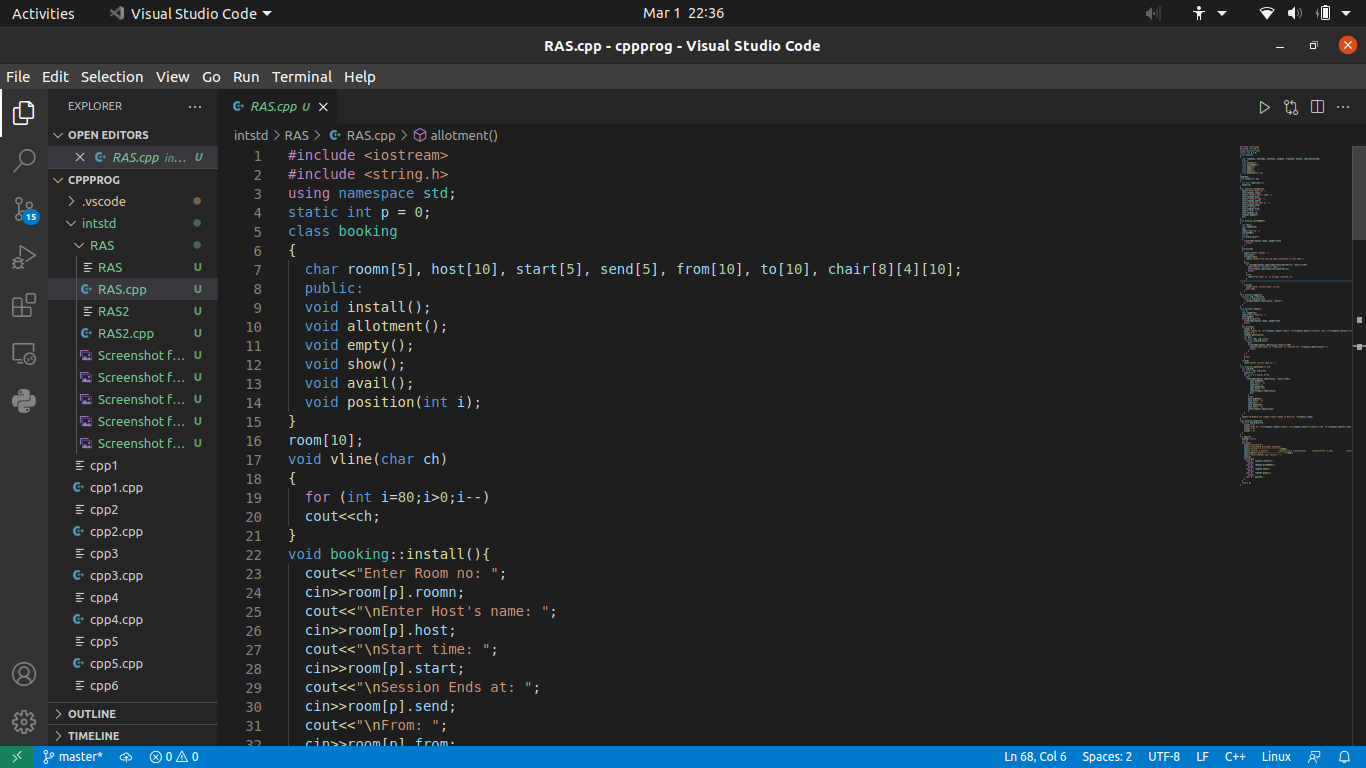 Activities Visual Studio Code Mar 1 22:36
RAS.cpp - cppprog - Visual Studio Code
File Edit Selection View Go Run Terminal Help
EXPLORER
OPEN EDITORS
RAS.cpp in... U
CPPPROG
.vscode
intstd
RAS
RAS U
RAS.cpp U
RAS2 U
RAS2.cpp U
Screenshot f... U
Screenshot f... U
Screenshot f... U
Screenshot f... U
Screenshot f... U
cpp1
cpp1.cpp
cpp2
cpp2.cpp
cpp3
cpp3.cpp
cpp4
cpp4.cpp
cpp5
cpp5.cpp
cpp6
OUTLINE
TIMELINE
15
RAS.cpp U
intstd > RAS > RAS.cpp > allotment()
1 #include <iostream>
2 #include <string.h>
3 using namespace std;
4 static int p = 0;
5 class booking
6 {
7 char roomn[5], host[10], start[5], send[5], from[10], to[10], chair[8][4][10];
8 public:
9 void install();
10 void allotment();
11 void empty();
12 void show();
13 void avail();
14 void position(int i);
15 }
16 room[10];
17 void vline(char ch)
18 {
19 for (int i=80;i>0;i--)
20 cout<<ch;
21 }
22 void booking::install(){
23 cout<<"Enter Room no: ";
24 cin>>room[p].roomn;
25 cout<<"\nEnter Host's name: ";
26 cin>>room[p].host;
27 cout<<"\nStart time: ";
28 cin>>room[p].start;
29 cout<<"\nSession Ends at: ";
30 cin>>room[p].send;
31 cout<<"\nFrom: ";
32 cin>>room[p].from;
master* 0 0 Ln 68, Col 6 Spaces: 2 UTF-8 LF C++ Linux